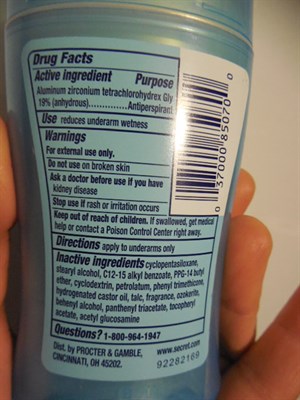 Drug Facts
Active ingredient Purpose
Aluminum zirconium tetrachlorohydrex Gly
19% (anhydrous)..............Antiperspirant
Use reduces underarm wetness
Warnings
For external use only.
Do not use on broken skin
Ask a doctor before use if you have
kidney disease
Stop use if rash or irritation occurs
Keep out of reach of children. If swallowed, get medical
help or contact a Poison Control Center right away.
Directions apply to underarms only
Inactive ingredients cyclopentasiloxane,
stearyl alcohol, C12-15 alkyl benzoate, PPG-14 butyl
ether, cyclodextrin, petrolatum, phenyl trimethicone,
hydrogenated castor oil, talc, fragrance, ozokerite,
behenyl alcohol, panthenyl triacetate, tocopheryl
acetate, acetyl glucosamine
Questions? 1-800-964-1947
Dist. by PROCTER & GAMBLE,
CINCINNATI, OH 45202.
www.secret.com
92282160
0 37000 85070 0